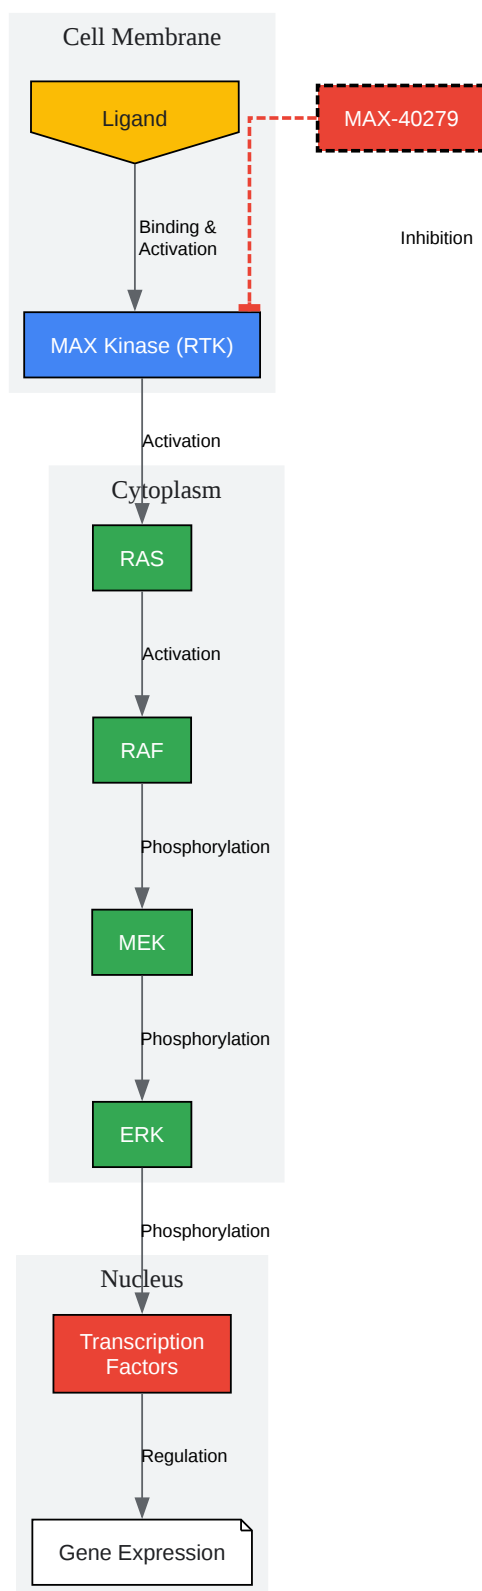 Cell Membrane
Ligand
MAX-40279
Binding &
Activation
Inhibition
MAX Kinase (RTK)
Activation
Cytoplasm
RAS
Activation
RAF
Phosphorylation
MEK
Phosphorylation
ERK
Phosphorylation
Nucleus
Transcription
Factors
Regulation
Gene Expression